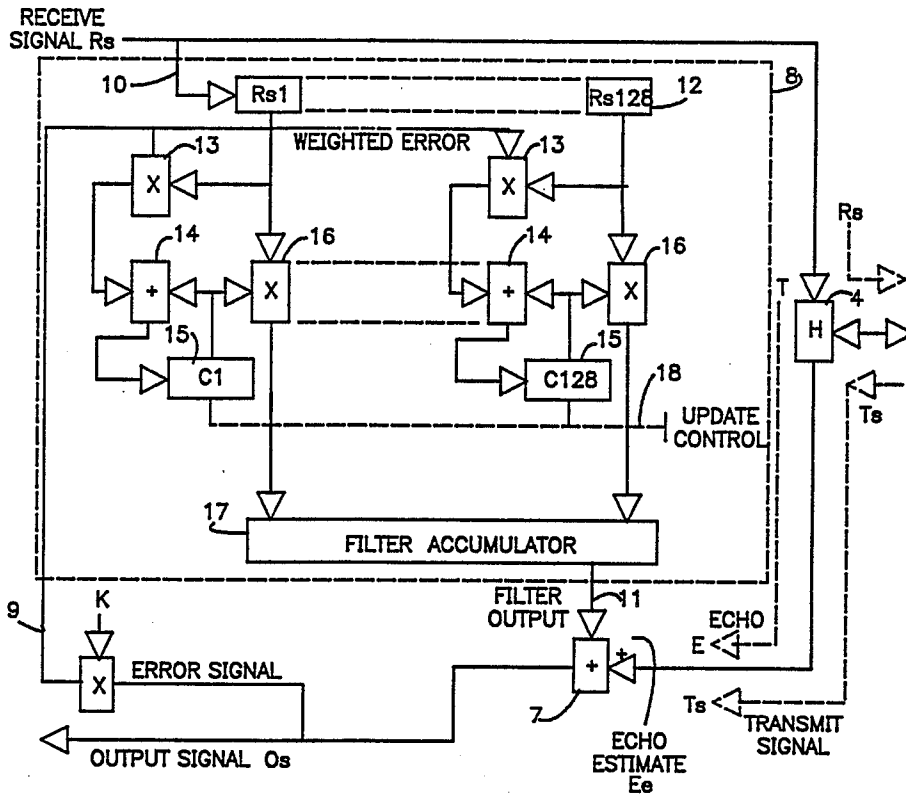 RECEIVE
SIGNAL Rs
10
Rs1
Rs128
12
8
WEIGHTED ERROR
13
13
X
X
Rs
14
16
14
16
T
4
+
X
+
X
H
15
15
C1
C128
18
Ts
UPDATE
CONTROL
17
FILTER ACCUMULATOR
9
K
FILTER
OUTPUT
11
ECHO
E
+
X
ERROR SIGNAL
+
7
Ts
TRANSMIT
SIGNAL
ECHO
ESTIMATE
Ee
OUTPUT SIGNAL Os